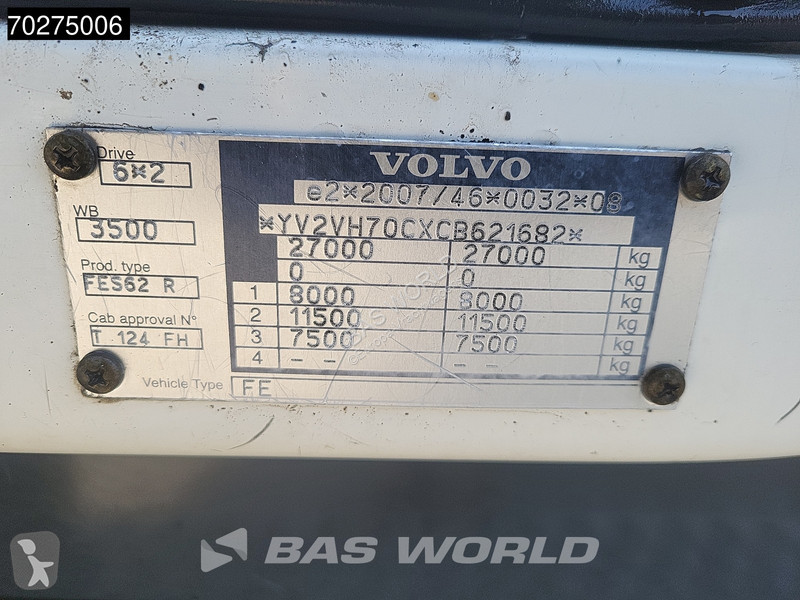 70275006
VOLVO
Drive
6*2
e2*2007/46*0032*08
WB
3500
*YV2VH70CXCB621682*
27000 27000 kg
Prod. type
FES62 R
0 0 kg
1 8000 8000 kg
Cab approval N°
T 124 FH
2 11500 11500 kg
3 7500 7500 kg
4 -- -- kg
Vehicle Type FE
BAS WORLD
BAS WORLD